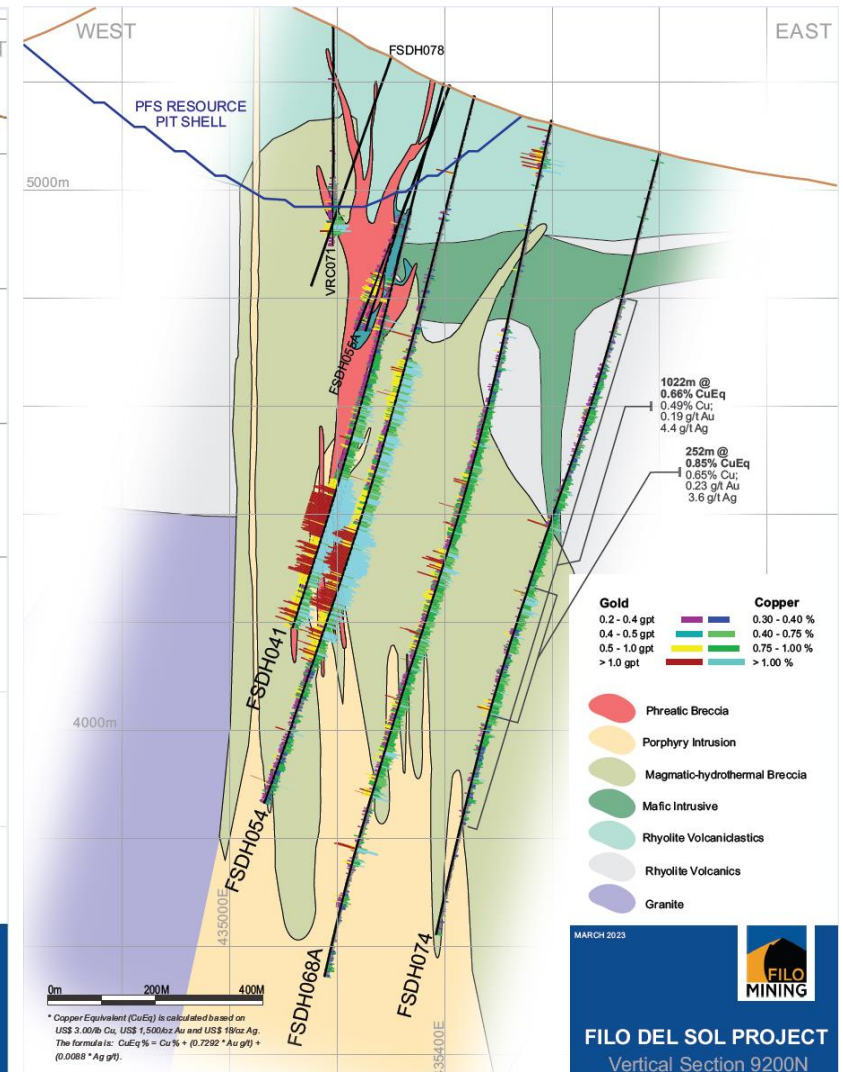 WEST
EAST
FSDH078
PFS RESOURCE
PIT SHELL
5000m
VRC071
FSDH055A
1022m @
0.66% CuEq
0.49% Cu;
0.19 g/t Au
4.4 g/t Ag
252m @
0.85% CuEq
0.65% Cu;
0.23 g/t Au
3.6 g/t Ag
Gold Copper
0.2 - 0.4 gpt 0.30 - 0.40 %
0.4 - 0.5 gpt 0.40 - 0.75 %
0.5 - 1.0 gpt 0.75 - 1.00 %
> 1.0 gpt > 1.00 %
FSDH041
4000m
Phreatic Breccia
Porphyry Intrusion
Magmatic-hydrothermal Breccia
Mafic Intrusive
Rhyolite Volcaniclastics
Rhyolite Volcanics
Granite
FSDH054
435000E
FSDH068A
FSDH074
435400E
0m 200M 400M
* Copper Equivalent (CuEq) is calculated based on
US$ 3.00/lb Cu, US$ 1,500/oz Au and US$ 18/oz Ag.
The formula is: CuEq % = Cu % + (0.7292 * Au g/t) +
(0.0088 * Ag g/t).
MARCH 2023
FILO
MINING
FILO DEL SOL PROJECT
Vertical Section 9200N